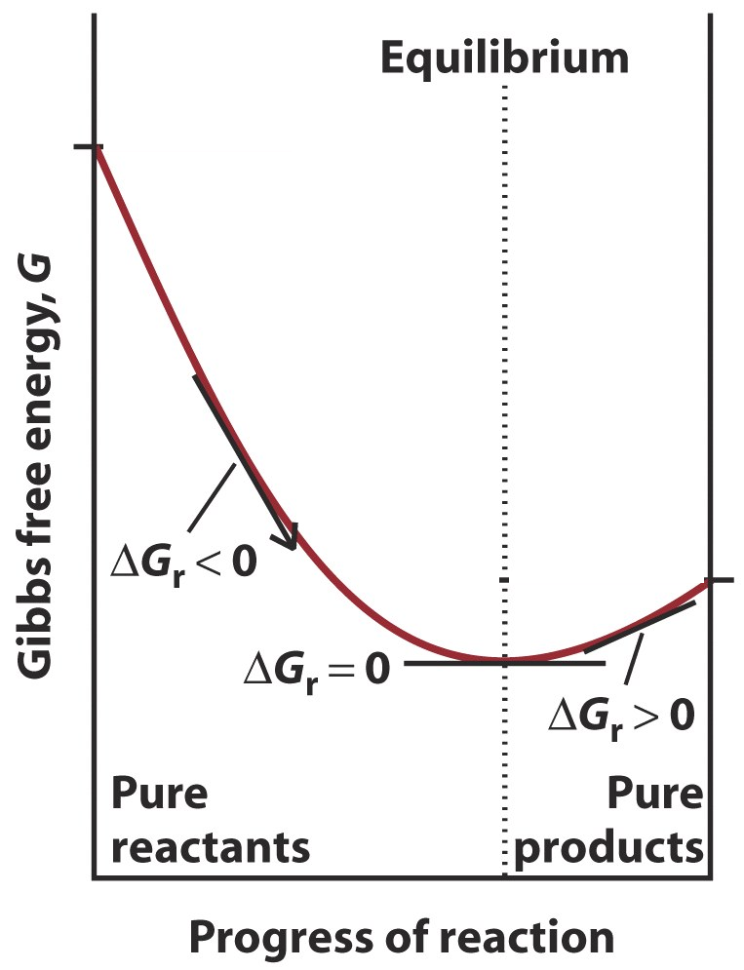 Equilibrium
Gibbs free energy, G
ΔGr < 0
ΔGr = 0
ΔGr > 0
Pure
reactants
Pure
products
Progress of reaction